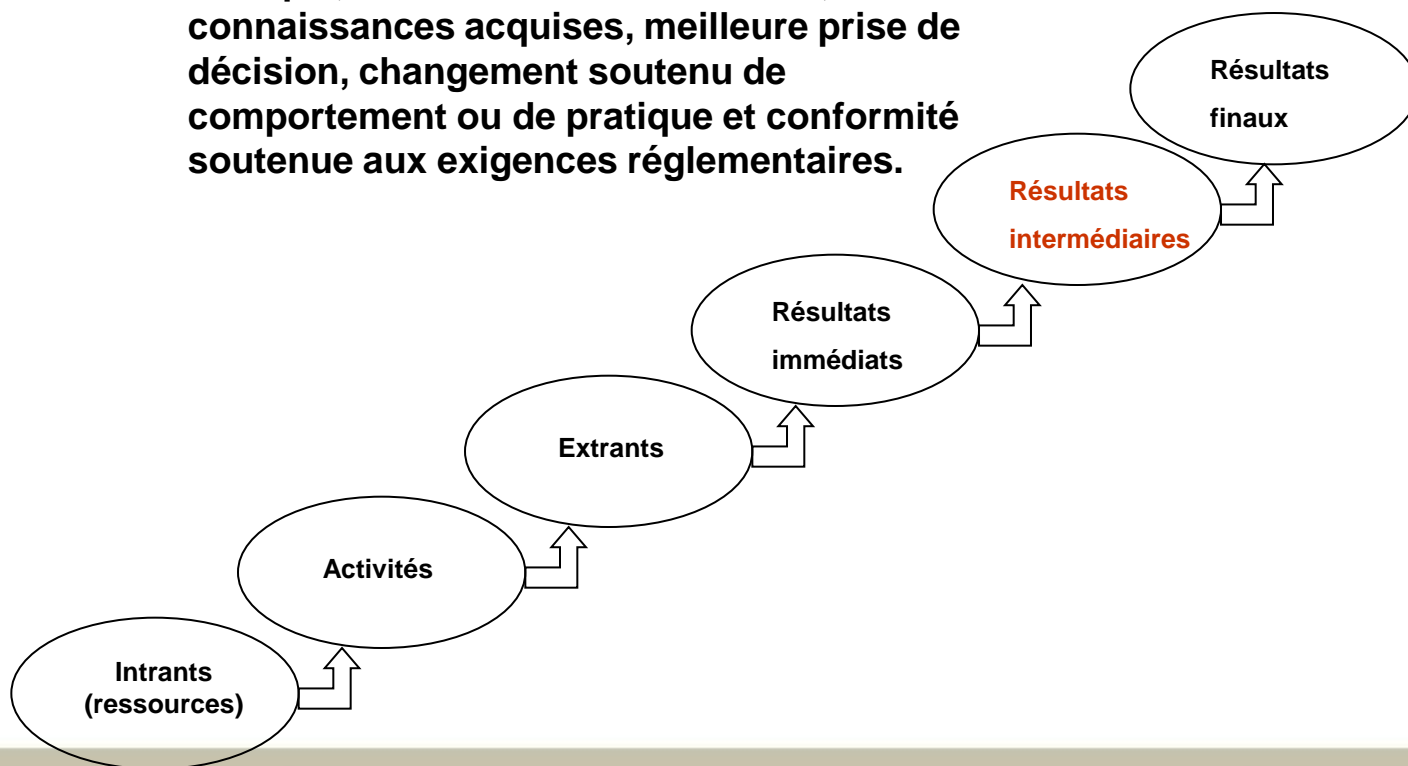 connaissances acquises, meilleure prise de
décision, changement soutenu de
comportement ou de pratique et conformité
soutenue aux exigences réglementaires.
Résultats
finaux
Résultats
intermédiaires
Résultats
immédiats
Extrants
Activités
Intrants
(ressources)